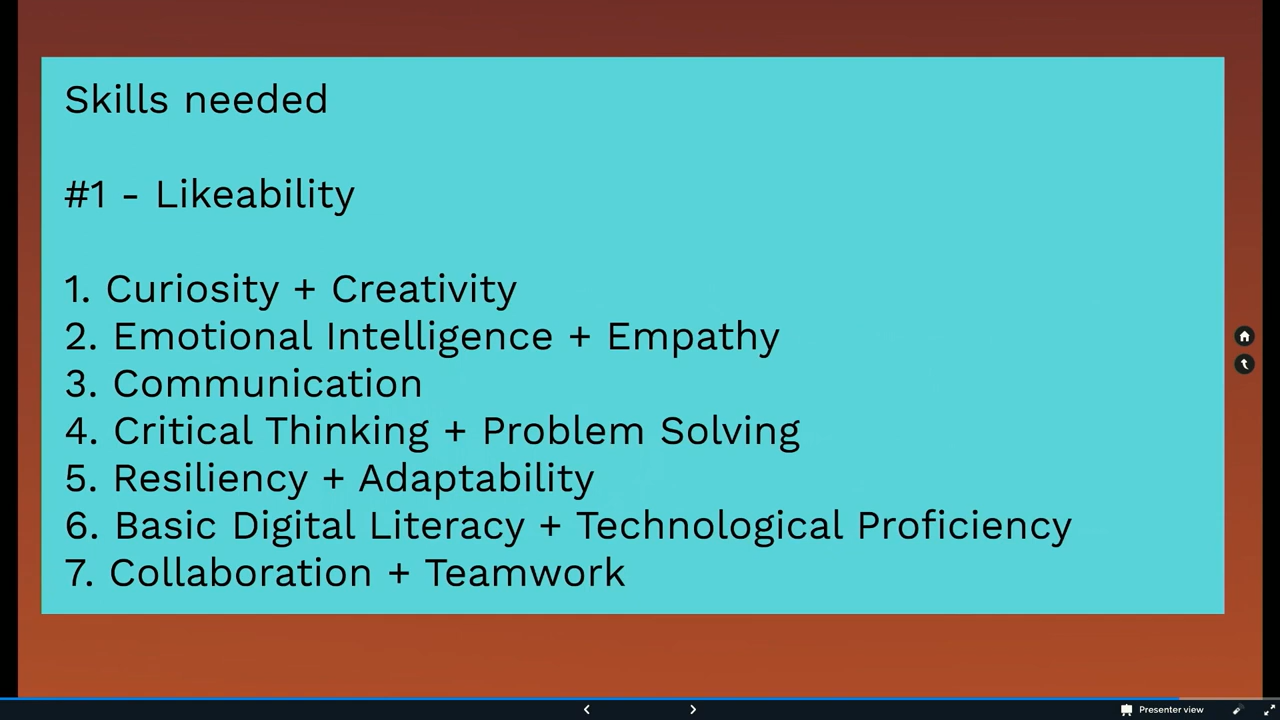 Skills needed
#1 - Likeability
1. Curiosity + Creativity
2. Emotional Intelligence + Empathy
3. Communication
4. Critical Thinking + Problem Solving
5. Resiliency + Adaptability
6. Basic Digital Literacy + Technological Proficiency
7. Collaboration + Teamwork
Presenter view